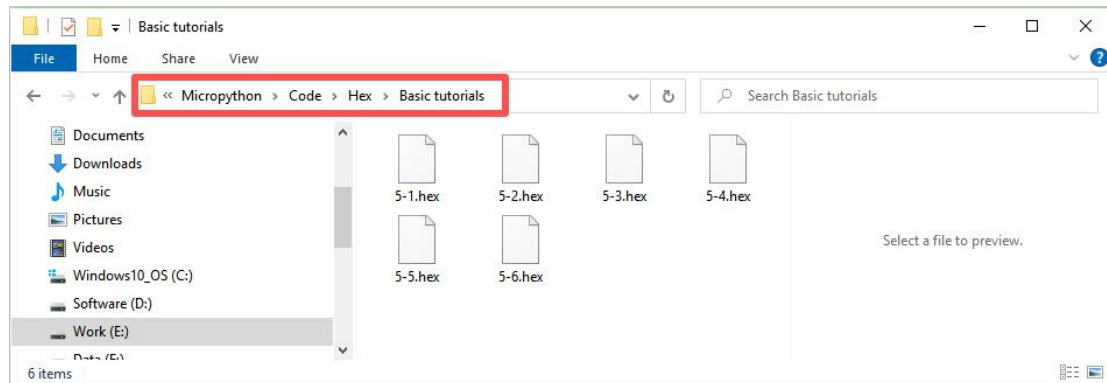 Basic tutorials
File Home Share View
« Micropython > Code > Hex > Basic tutorials
Search Basic tutorials
Documents
Downloads
Music
Pictures
Videos
Windows10_OS (C:)
Software (D:)
Work (E:)
Data (F:)
5-1.hex 5-2.hex 5-3.hex 5-4.hex
5-5.hex 5-6.hex
Select a file to preview.
6 items